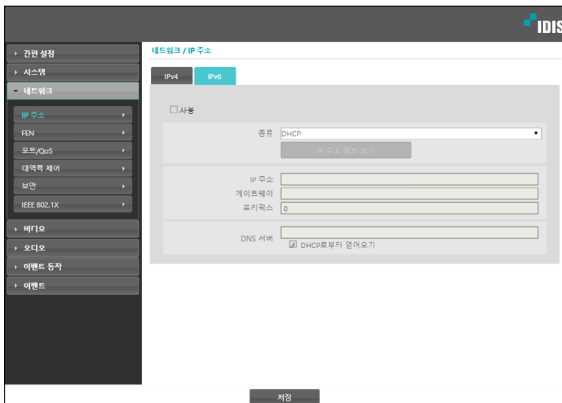 IDIS
간편 설정
시스템
네트워크
IP 주소
FEN
포트/QoS
대역폭 제어
보안
IEEE 802.1X
비디오
오디오
이벤트 동작
이벤트
네트워크 / IP 주소
IPv4
IPv6
사용
종류 DHCP
IP 주소 정보 보기
IP 주소
게이트웨이
프리픽스 0
DNS 서버
DHCP로부터 얻어오기
저장